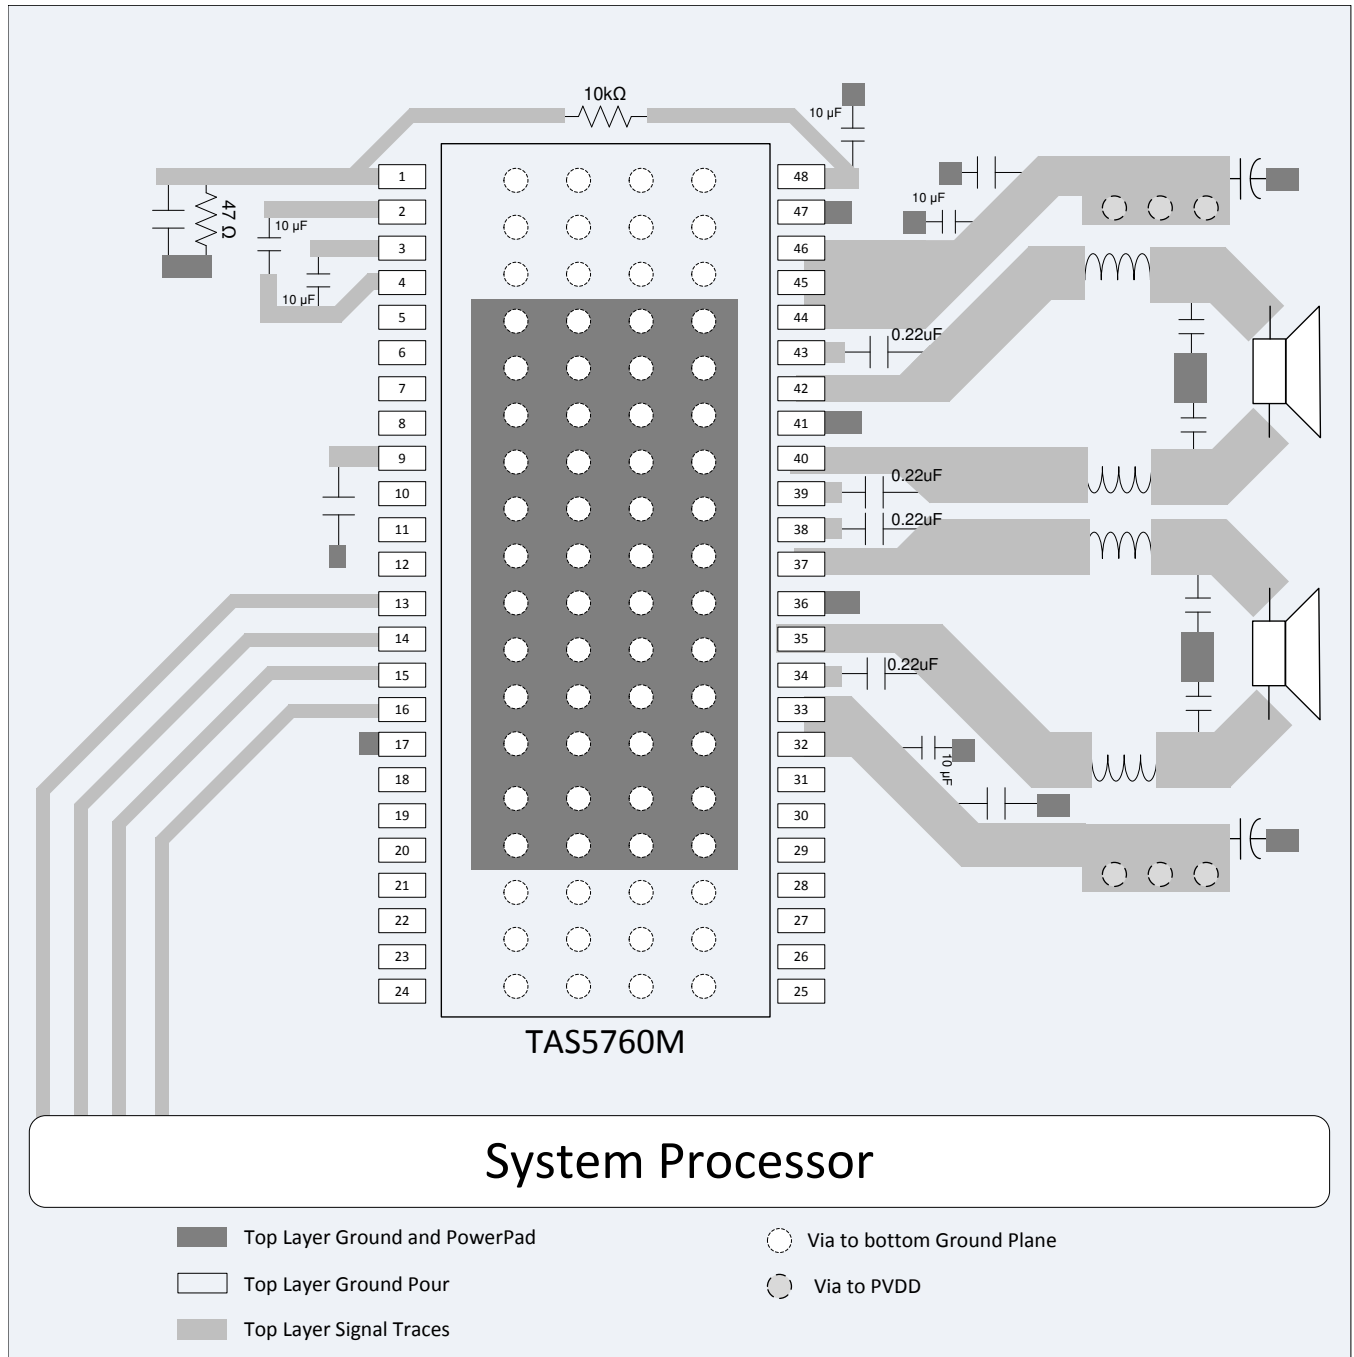 10kΩ
10 µF
1
48
10 µF
2
47
47 Ω
10 µF
3
46
4
45
10 µF
5
44
0.22uF
6
43
7
42
8
41
9
40
0.22uF
10
39
0.22uF
11
38
12
37
13
36
14
35
0.22uF
15
34
16
33
17
32
10 µF
18
31
19
30
20
29
21
28
22
27
23
26
24
25
TAS5760M
System Processor
Top Layer Ground and PowerPad
Via to bottom Ground Plane
Top Layer Ground Pour
Via to PVDD
Top Layer Signal Traces